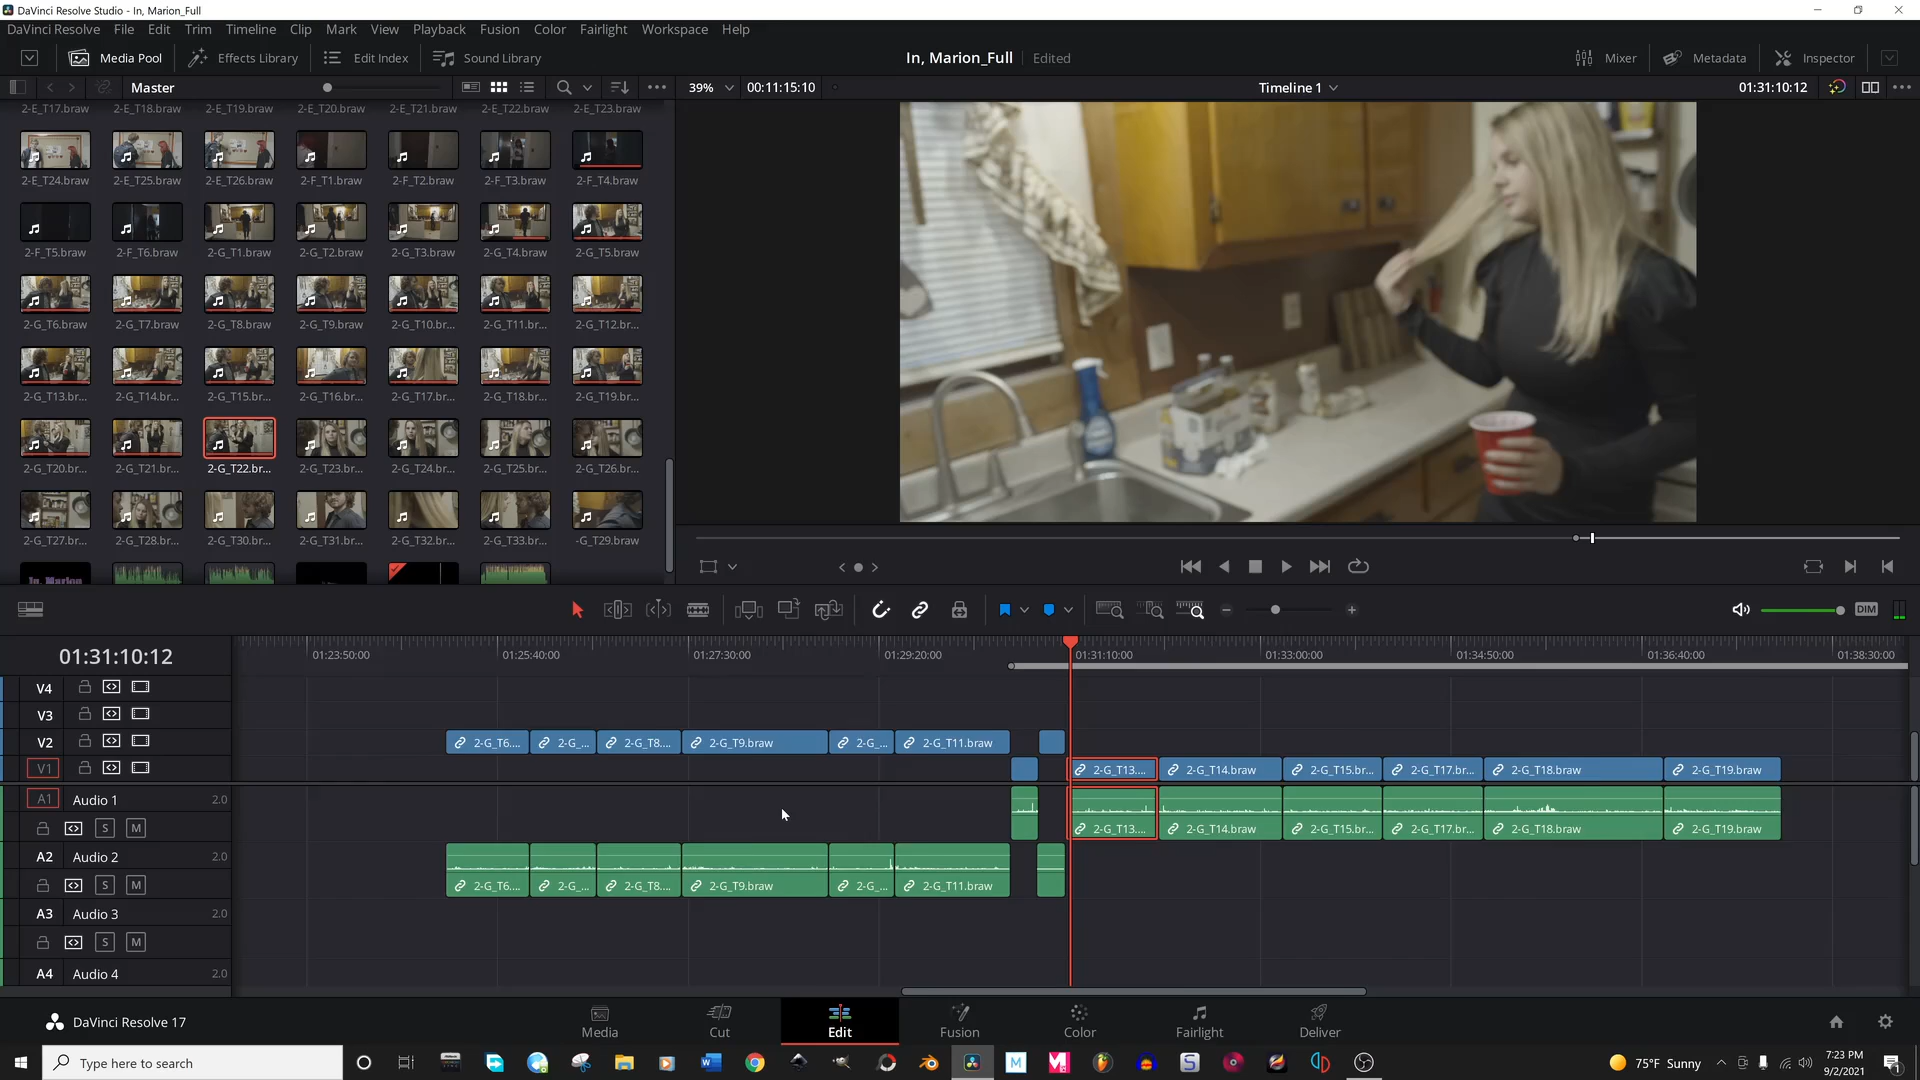 DaVinci Resolve Studio - In, Marion_Full
DaVinci Resolve File Edit Trim Timeline Clip Mark View Playback Fusion Color Fairlight Workspace Help
Media Pool Effects Library Edit Index Sound Library In, Marion_Full Edited Mixer Metadata Inspector
Master 39% 00:11:15:10 Timeline 1 01:31:10:12
2-E_T17.braw 2-E_T18.braw 2-E_T19.braw 2-E_T20.braw 2-E_T21.braw 2-E_T22.braw 2-E_T23.braw
2-E_T24.braw 2-E_T25.braw 2-E_T26.braw 2-F_T1.braw 2-F_T2.braw 2-F_T3.braw 2-F_T4.braw
2-F_T5.braw 2-F_T6.braw 2-G_T1.braw 2-G_T2.braw 2-G_T3.braw 2-G_T4.braw 2-G_T5.braw
2-G_T6.braw 2-G_T7.braw 2-G_T8.braw 2-G_T9.braw 2-G_T10.br... 2-G_T11.br... 2-G_T12.br...
2-G_T13.br... 2-G_T14.br... 2-G_T15.br... 2-G_T16.br... 2-G_T17.br... 2-G_T18.br... 2-G_T19.br...
2-G_T20.br... 2-G_T21.br... 2-G_T22.br... 2-G_T23.br... 2-G_T24.br... 2-G_T25.br... 2-G_T26.br...
2-G_T27.br... 2-G_T28.br... 2-G_T30.br... 2-G_T31.br... 2-G_T32.br... 2-G_T33.br... -G_T29.braw
In, Marion
DIM
01:31:10:12 01:23:50:00 01:25:40:00 01:27:30:00 01:29:20:00 01:31:10:00 01:33:00:00 01:34:50:00 01:36:40:00 01:38:30:00
V4
V3
V2 2-G_T6.... 2-G_... 2-G_T8.... 2-G_T9.braw 2-G_... 2-G_T11.braw
V1 2-G_T13.... 2-G_T14.braw 2-G_T15.br... 2-G_T17.br... 2-G_T18.braw 2-G_T19.braw
A1 Audio 1 2.0
S M 2-G_T13.... 2-G_T14.braw 2-G_T15.br... 2-G_T17.br... 2-G_T18.braw 2-G_T19.braw
A2 Audio 2 2.0
S M 2-G_T6.... 2-G_... 2-G_T8.... 2-G_T9.braw 2-G_... 2-G_T11.braw
A3 Audio 3 2.0
S M
A4 Audio 4 2.0
DaVinci Resolve 17 Media Cut Edit Fusion Color Fairlight Deliver
Type here to search 75°F Sunny 7:23 PM
9/2/2021